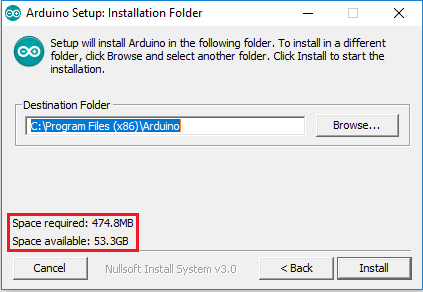 Arduino Setup: Installation Folder
Setup will install Arduino in the following folder. To install in a different
folder, click Browse and select another folder. Click Install to start the
installation.
Destination Folder
C:\Program Files (x86)\Arduino
Browse...
Space required: 474.8MB
Space available: 53.3GB
Cancel
Nullsoft Install System v3.0
< Back
Install